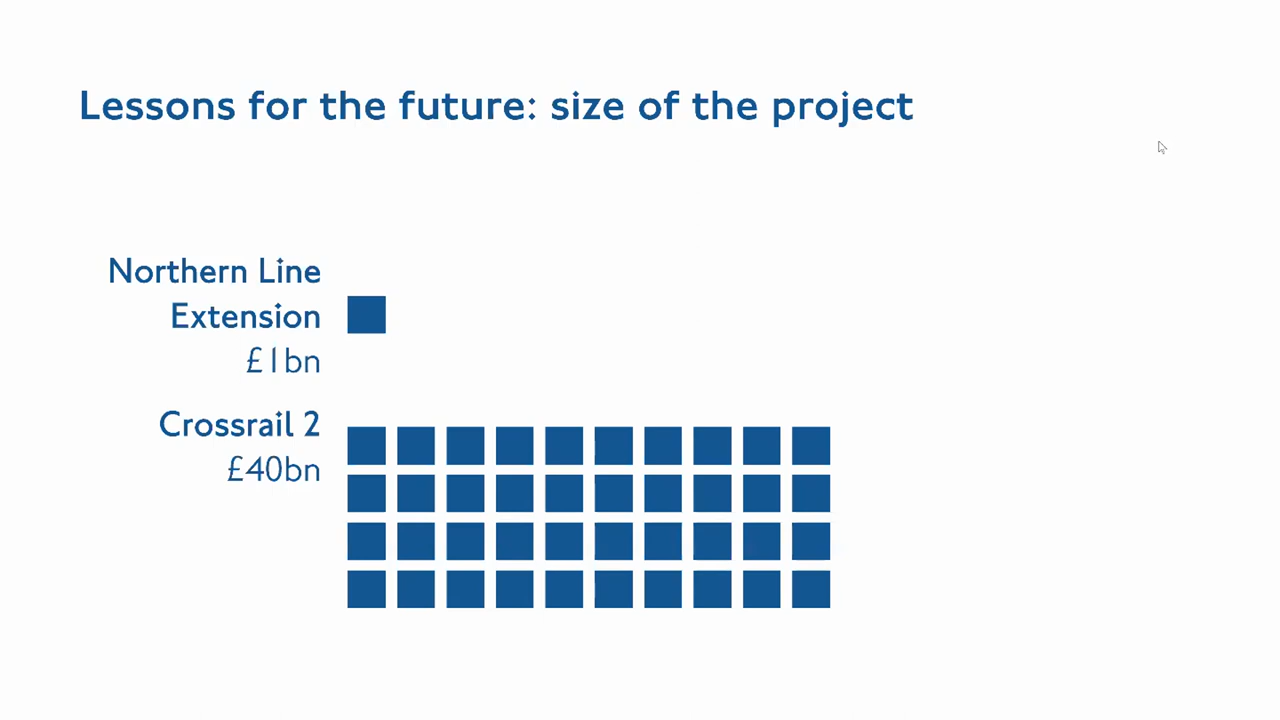 Lessons for the future: size of the project
Northern Line
Extension
£1bn
Crossrail 2
£40bn